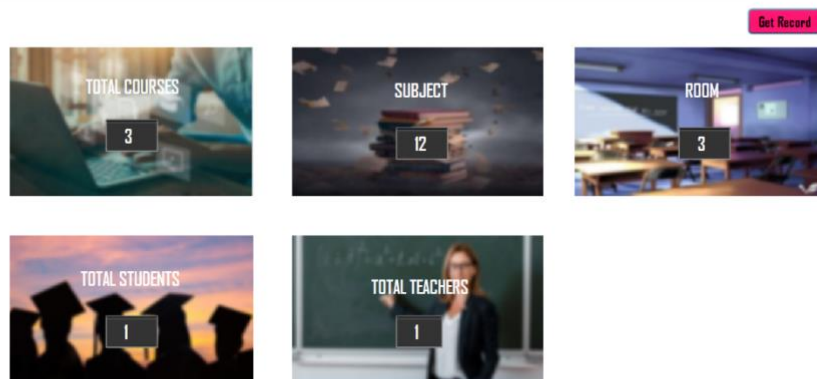 Get Record
TOTAL COURSES
3
SUBJECT
12
ROOM
3
TOTAL STUDENTS
1
TOTAL TEACHERS
1